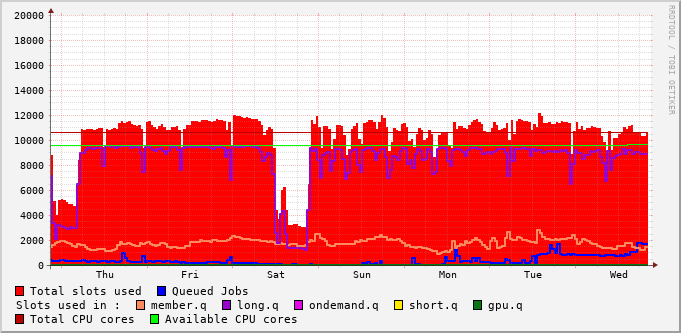 20000
18000
16000
14000
12000
10000
8000
6000
4000
2000
0
Thu Fri Sat Sun Mon Tue Wed
RRDTOOL / TOBI OETIKER
Total slots used Queued Jobs
Slots used in : member.q long.q ondemand.q short.q gpu.q
Total CPU cores Available CPU cores